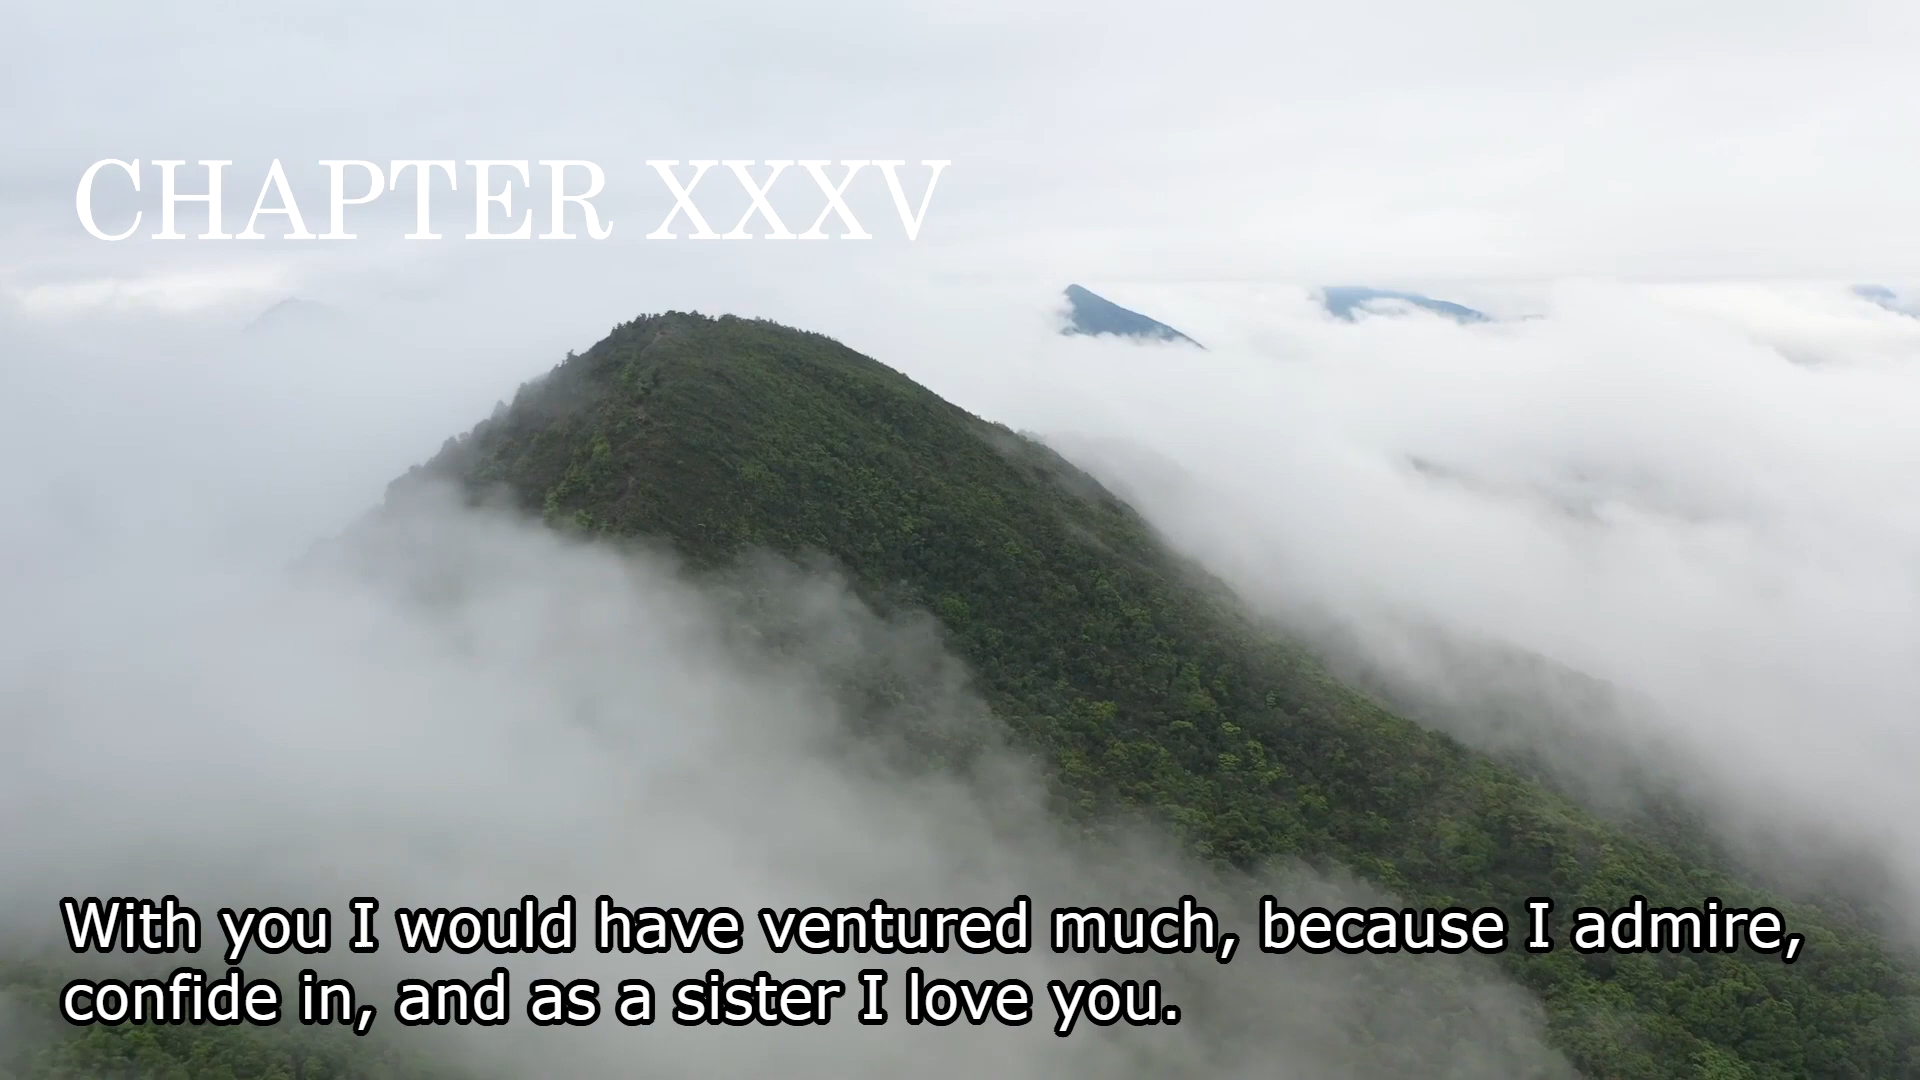 CHAPTER XXXV
With you I would have ventured much, because I admire,
confide in, and as a sister I love you.